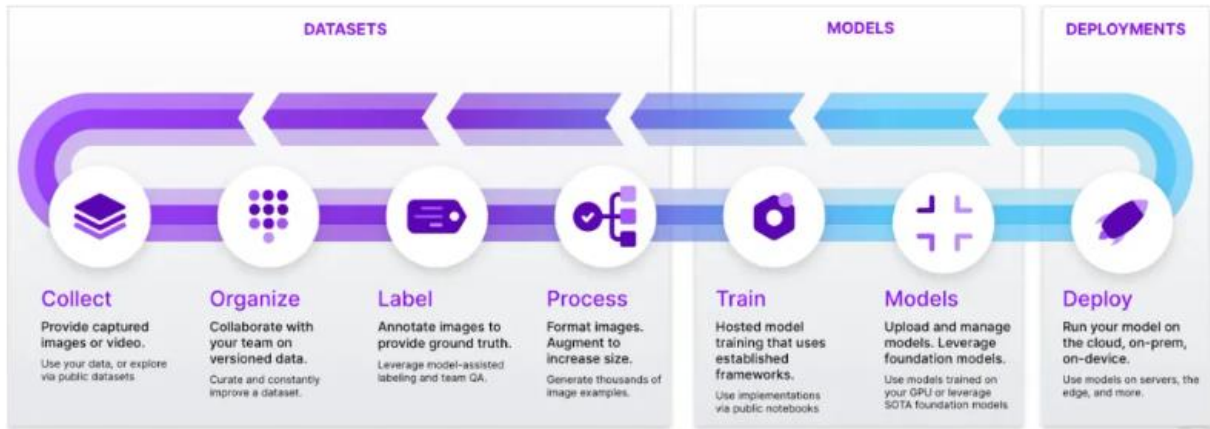 DATASETS
MODELS
DEPLOYMENTS
Collect
Provide captured
images or video.
Use your data, or explore
via public datasets
Organize
Collaborate with
your team on
versioned data.
Curate and constantly
improve a dataset.
Label
Annotate images to
provide ground truth.
Leverage model-assisted
labeling and team QA.
Process
Format images.
Augment to
increase size.
Generate thousands of
image examples.
Train
Hosted model
training that uses
established
frameworks.
Use implementations
via public notebooks
Models
Upload and manage
models. Leverage
foundation models.
Use models trained on
your GPU or leverage
SOTA foundation models
Deploy
Run your model on
the cloud, on-prem,
on-device.
Use models on servers, the
edge, and more.